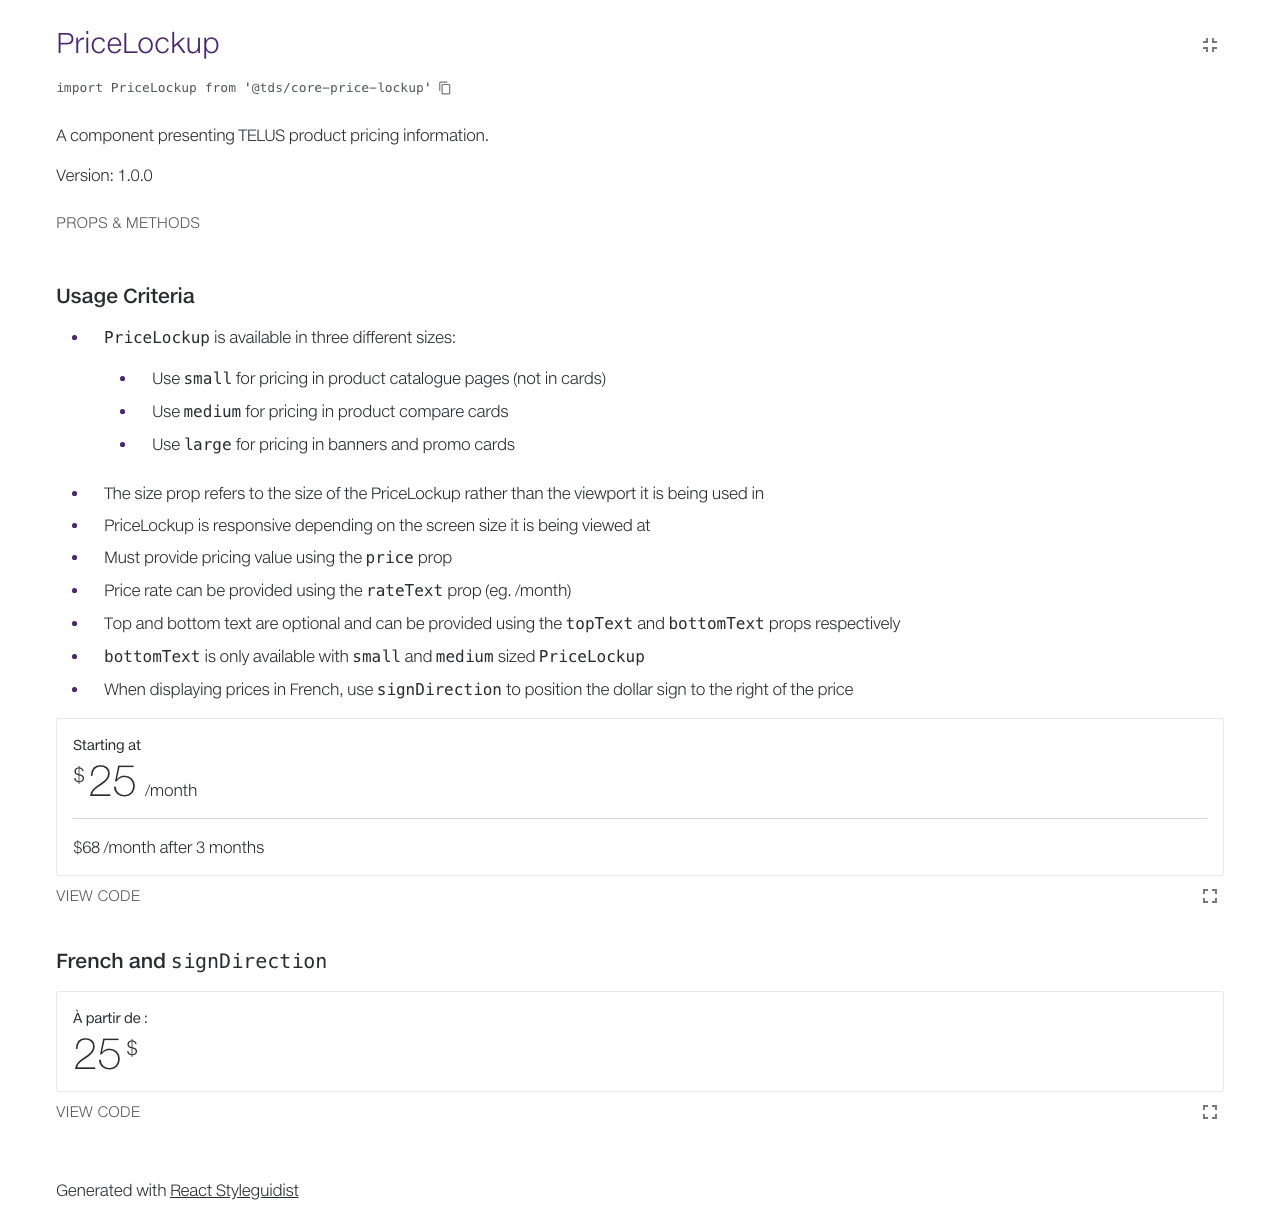 PriceLockup
import PriceLockup from '@tds/core-price-lockup'
A component presenting TELUS product pricing information.
Version: 1.0.0
PROPS & METHODS
Usage Criteria
PriceLockup is available in three different sizes:
Use small for pricing in product catalogue pages (not in cards)
Use medium for pricing in product compare cards
Use large for pricing in banners and promo cards
The size prop refers to the size of the PriceLockup rather than the viewport it is being used in
PriceLockup is responsive depending on the screen size it is being viewed at
Must provide pricing value using the price prop
Price rate can be provided using the rateText prop (eg. /month)
Top and bottom text are optional and can be provided using the topText and bottomText props respectively
bottomText is only available with small and medium sized PriceLockup
When displaying prices in French, use signDirection to position the dollar sign to the right of the price
Starting at
$25 /month
$68 /month after 3 months
VIEW CODE
French and signDirection
À partir de :
25 $
VIEW CODE
Generated with React Styleguidist